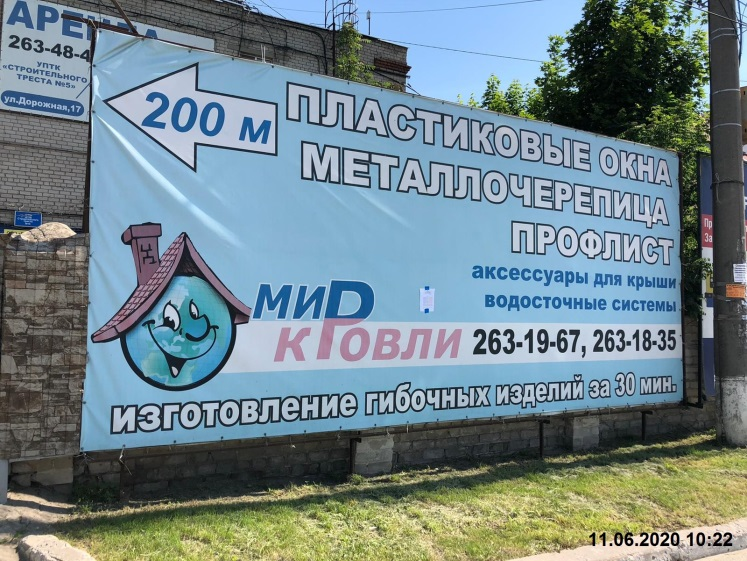 АРЕНДА
263-48-4
УПТК
«СТРОИТЕЛЬНОГО
ТРЕСТА №5»
ул.Дорожная,17
200 м
ПЛАСТИКОВЫЕ ОКНА
МЕТАЛЛОЧЕРЕПИЦА
ПРОФЛИСТ
аксессуары для крыши
водосточные системы
МИР
кРовли
263-19-67, 263-18-35
изготовление гибочных изделий за 30 мин.
11.06.2020 10:22